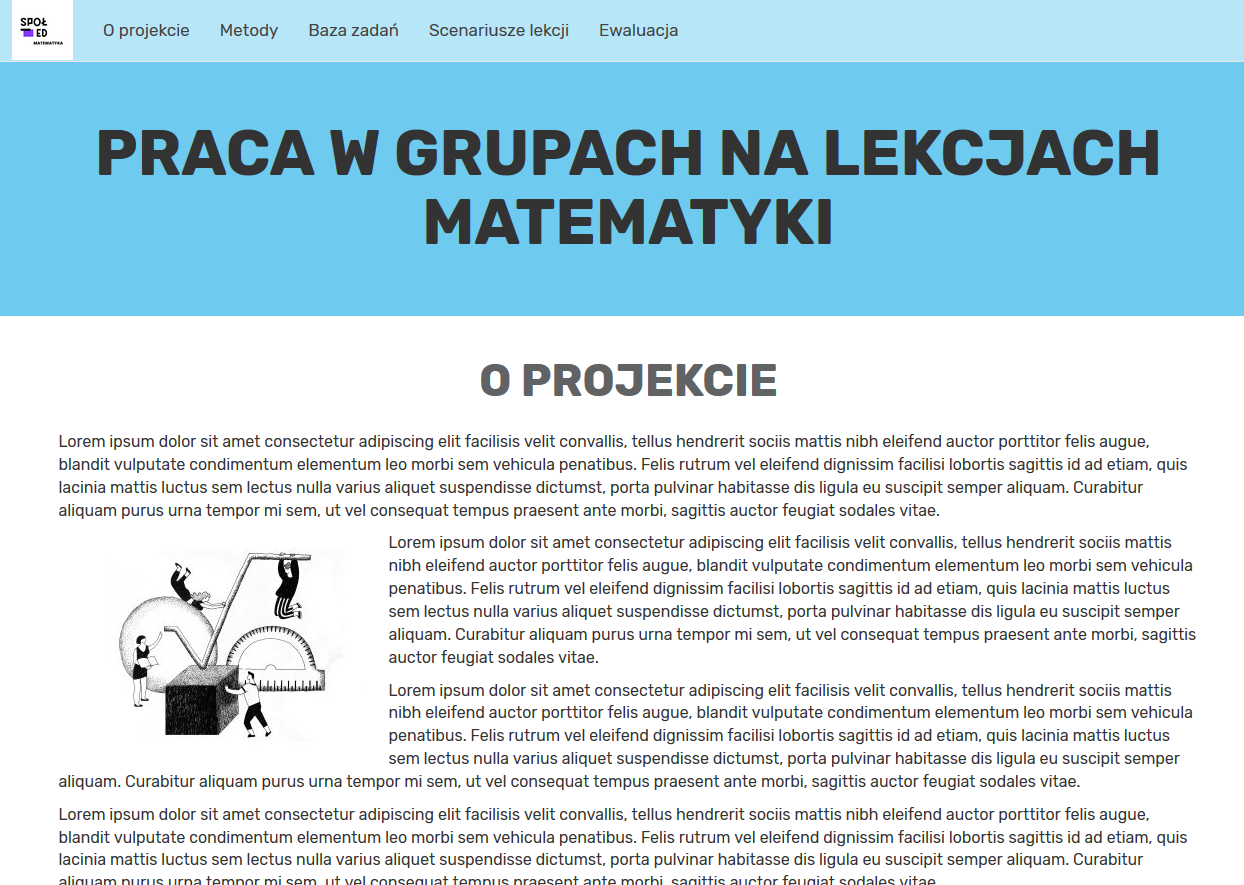 SPOŁ
ED
MATEMATYKA
O projekcie Metody Baza zadań Scenariusze lekcji Ewaluacja
PRACA W GRUPACH NA LEKCJACH
MATEMATYKI
O PROJEKCIE
Lorem ipsum dolor sit amet consectetur adipiscing elit facilisis velit convallis, tellus hendrerit sociis mattis nibh eleifend auctor porttitor felis augue,
blandit vulputate condimentum elementum leo morbi sem vehicula penatibus. Felis rutrum vel eleifend dignissim facilisi lobortis sagittis id ad etiam, quis
lacinia mattis luctus sem lectus nulla varius aliquet suspendisse dictumst, porta pulvinar habitasse dis ligula eu suscipit semper aliquam. Curabitur
aliquam purus urna tempor mi sem, ut vel consequat tempus praesent ante morbi, sagittis auctor feugiat sodales vitae.
Lorem ipsum dolor sit amet consectetur adipiscing elit facilisis velit convallis, tellus hendrerit sociis mattis
nibh eleifend auctor porttitor felis augue, blandit vulputate condimentum elementum leo morbi sem vehicula
penatibus. Felis rutrum vel eleifend dignissim facilisi lobortis sagittis id ad etiam, quis lacinia mattis luctus
sem lectus nulla varius aliquet suspendisse dictumst, porta pulvinar habitasse dis ligula eu suscipit semper
aliquam. Curabitur aliquam purus urna tempor mi sem, ut vel consequat tempus praesent ante morbi, sagittis
auctor feugiat sodales vitae.
Lorem ipsum dolor sit amet consectetur adipiscing elit facilisis velit convallis, tellus hendrerit sociis mattis
nibh eleifend auctor porttitor felis augue, blandit vulputate condimentum elementum leo morbi sem vehicula
penatibus. Felis rutrum vel eleifend dignissim facilisi lobortis sagittis id ad etiam, quis lacinia mattis luctus
sem lectus nulla varius aliquet suspendisse dictumst, porta pulvinar habitasse dis ligula eu suscipit semper
aliquam. Curabitur aliquam purus urna tempor mi sem, ut vel consequat tempus praesent ante morbi, sagittis auctor feugiat sodales vitae.
Lorem ipsum dolor sit amet consectetur adipiscing elit facilisis velit convallis, tellus hendrerit sociis mattis nibh eleifend auctor porttitor felis augue,
blandit vulputate condimentum elementum leo morbi sem vehicula penatibus. Felis rutrum vel eleifend dignissim facilisi lobortis sagittis id ad etiam, quis
lacinia mattis luctus sem lectus nulla varius aliquet suspendisse dictumst, porta pulvinar habitasse dis ligula eu suscipit semper aliquam. Curabitur
aliquam purus urna tempor mi sem, ut vel consequat tempus praesent ante morbi, sagittis auctor feugiat sodales vitae.